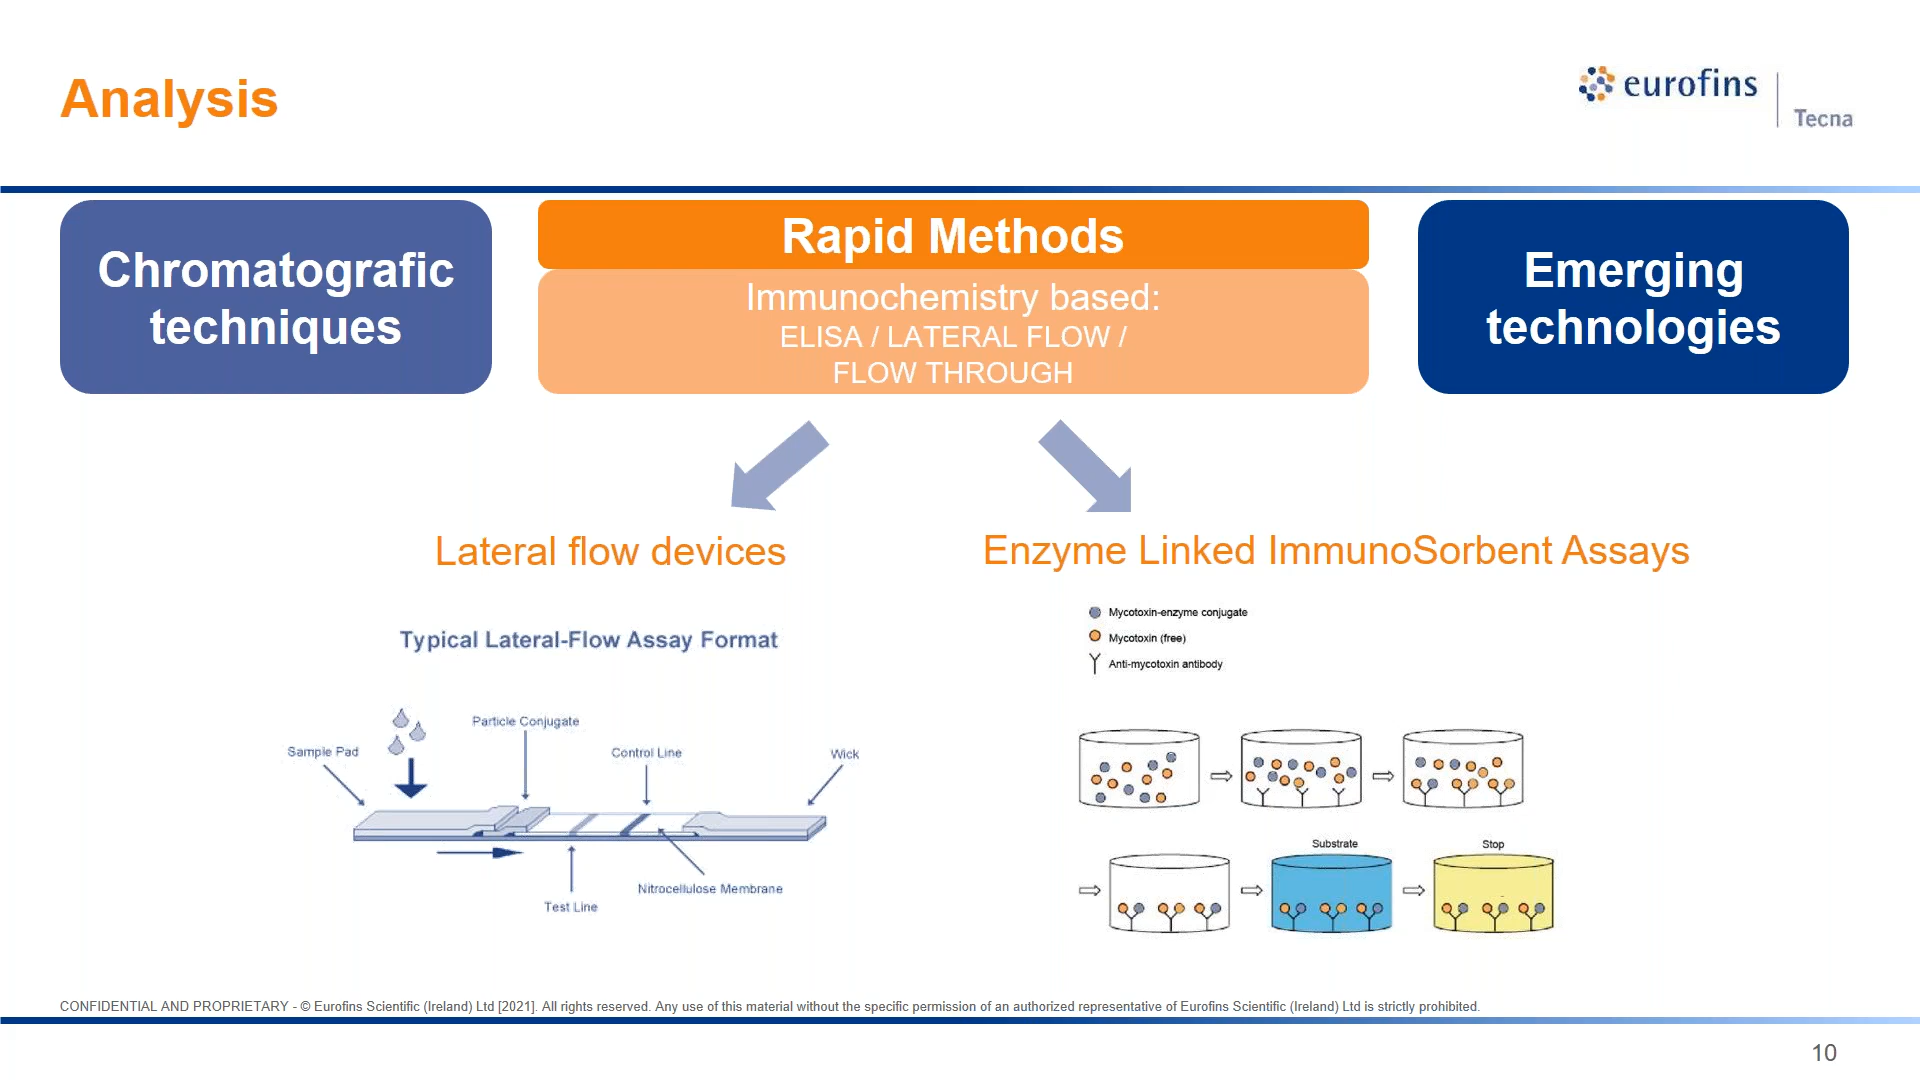 Analysis
eurofins
Tecna
Chromatografic
techniques
Rapid Methods
Immunochemistry based:
ELISA / LATERAL FLOW /
FLOW THROUGH
Emerging
technologies
Lateral flow devices
Typical Lateral-Flow Assay Format
Sample Pad
Particle Conjugate
Control Line
Wick
Nitrocellulose Membrane
Test Line
Enzyme Linked ImmunoSorbent Assays
Mycotoxin-enzyme conjugate
Mycotoxin (free)
Anti-mycotoxin antibody
Substrate
Stop
CONFIDENTIAL AND PROPRIETARY - © Eurofins Scientific (Ireland) Ltd [2021]. All rights reserved. Any use of this material without the specific permission of an authorized representative of Eurofins Scientific (Ireland) Ltd is strictly prohibited.
10